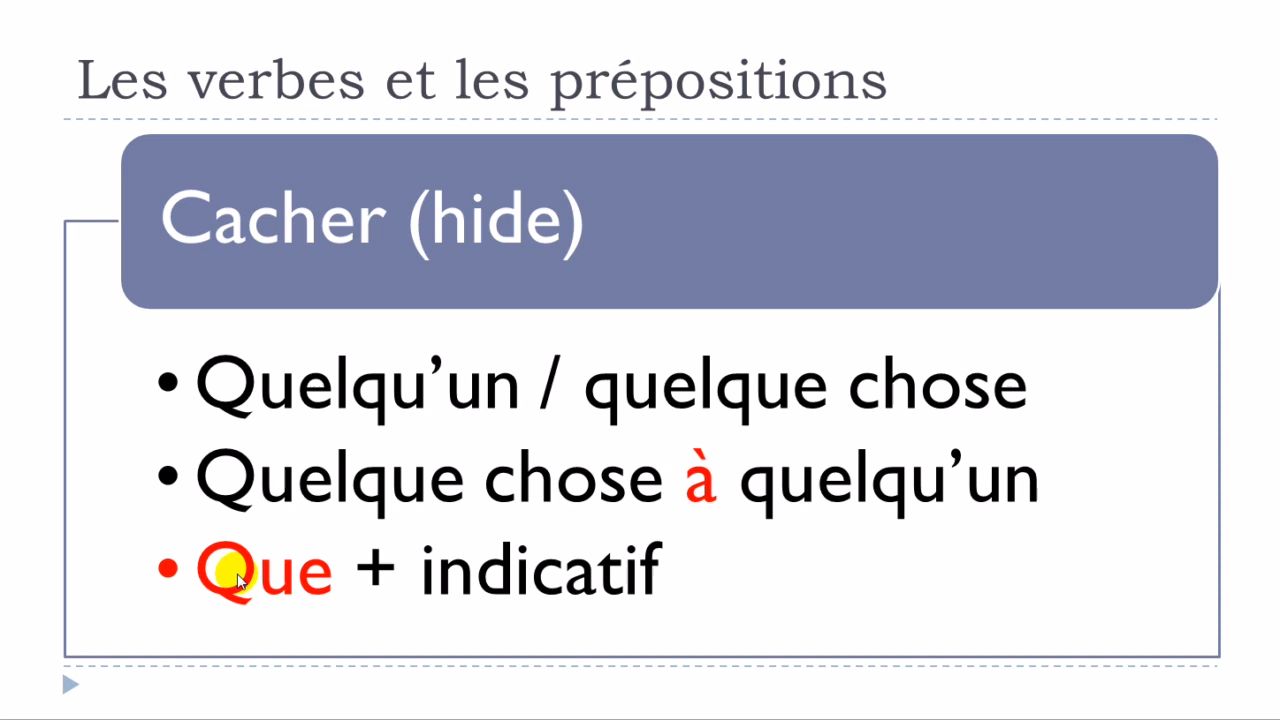 Les verbes et les prépositions
Cacher (hide)
• Quelqu’un / quelque chose
• Quelque chose à quelqu’un
• Que + indicatif